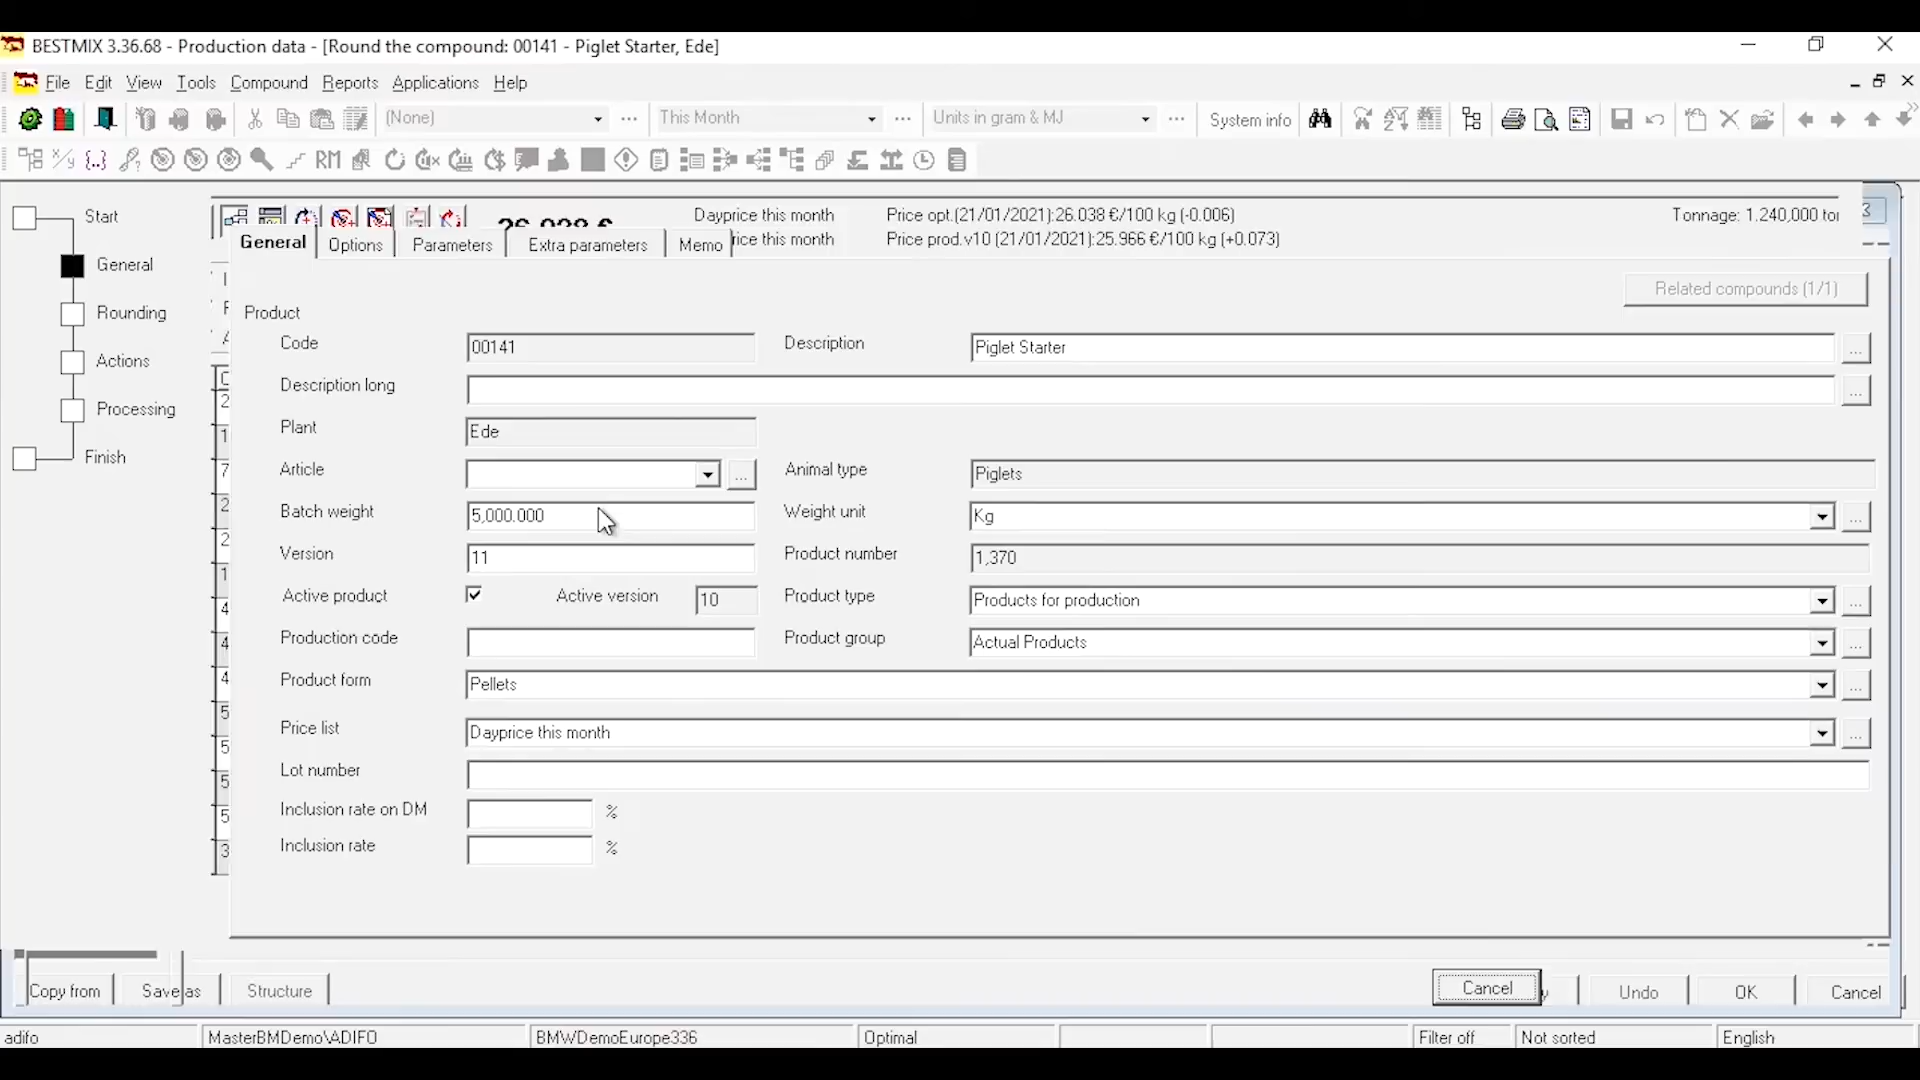 BESTMIX 3.36.68 - Production data - [Round the compound: 00141 - Piglet Starter, Ede]
File Edit View Tools Compound Reports Applications Help
(None) This Month Units in gram & MJ System info
RM
Start
General
Rounding
Actions
Processing
Finish
Dayprice this month Price opt.(21/01/2021):26.038 €/100 kg (-0.006) Tonnage: 1.240,000 tor
rice this month Price prod.v10 (21/01/2021):25.966 €/100 kg (+0.073)
General Options Parameters Extra parameters Memo
Related compounds (1/1)
Product
Code 00141 Description Piglet Starter
Description long
Plant Ede
Article Animal type Piglets
Batch weight 5,000.000 Weight unit Kg
Version 11 Product number 1,370
Active product Active version 10 Product type Products for production
Production code Product group Actual Products
Product form Pellets
Price list Dayprice this month
Lot number
Inclusion rate on DM %
Inclusion rate %
Copy from Save as Structure Cancel Undo OK Cancel
adifo MasterBMDemo\ADIFO BMWDemoEurope336 Optimal Filter off Not sorted English